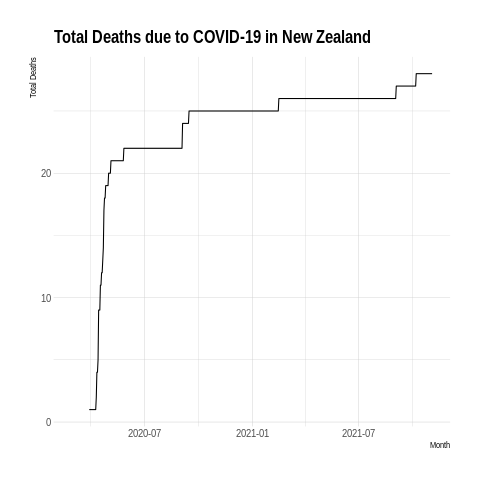 Total Deaths due to COVID-19 in New Zealand
Total Deaths
20
10
0
2020-07 2021-01 2021-07
Month